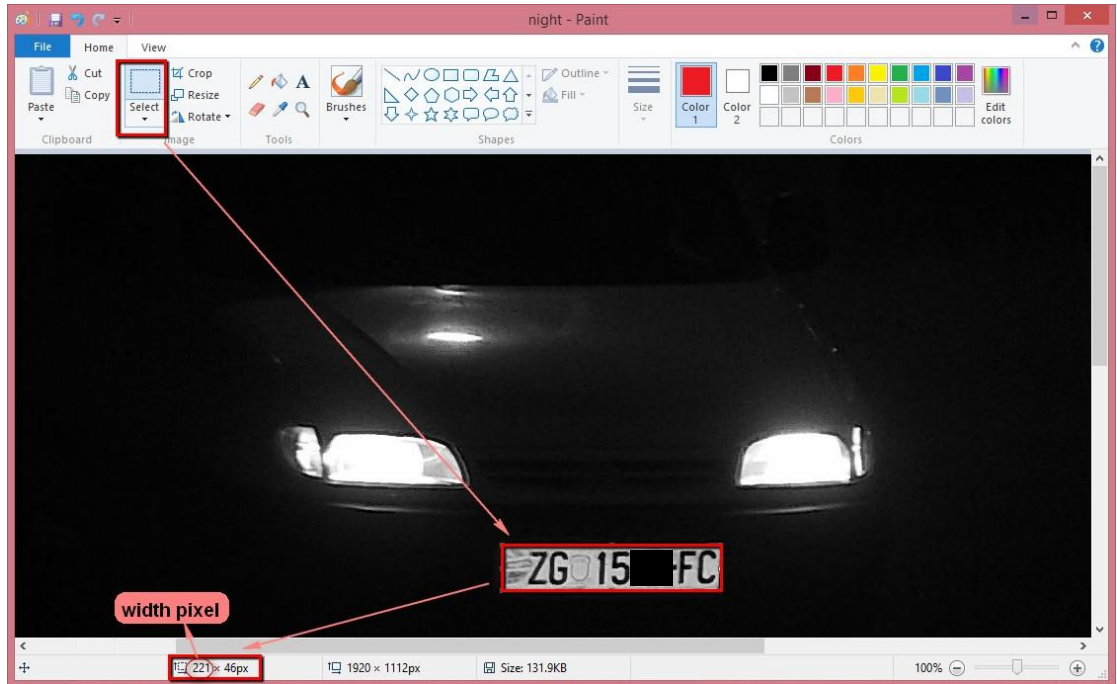 night - Paint
File Home View
Paste
Cut
Copy
Clipboard
Select
Crop
Resize
Rotate
Image
A
Tools
Brushes
Outline
Fill
Shapes
Size
Color 1
Color 2
Edit colors
Colors
ZG 15 -FC
width pixel
221 × 46px
1920 × 1112px
Size: 131.9KB
100%